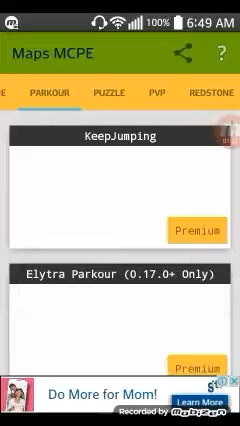 100% 6:49 AM
Maps MCPE
?
E PARKOUR PUZZLE PVP REDSTONE
KeepJumping
Premium
Elytra Parkour (0.17.0+ Only)
Premium
Do More for Mom!
Learn More
Recorded by mobizen